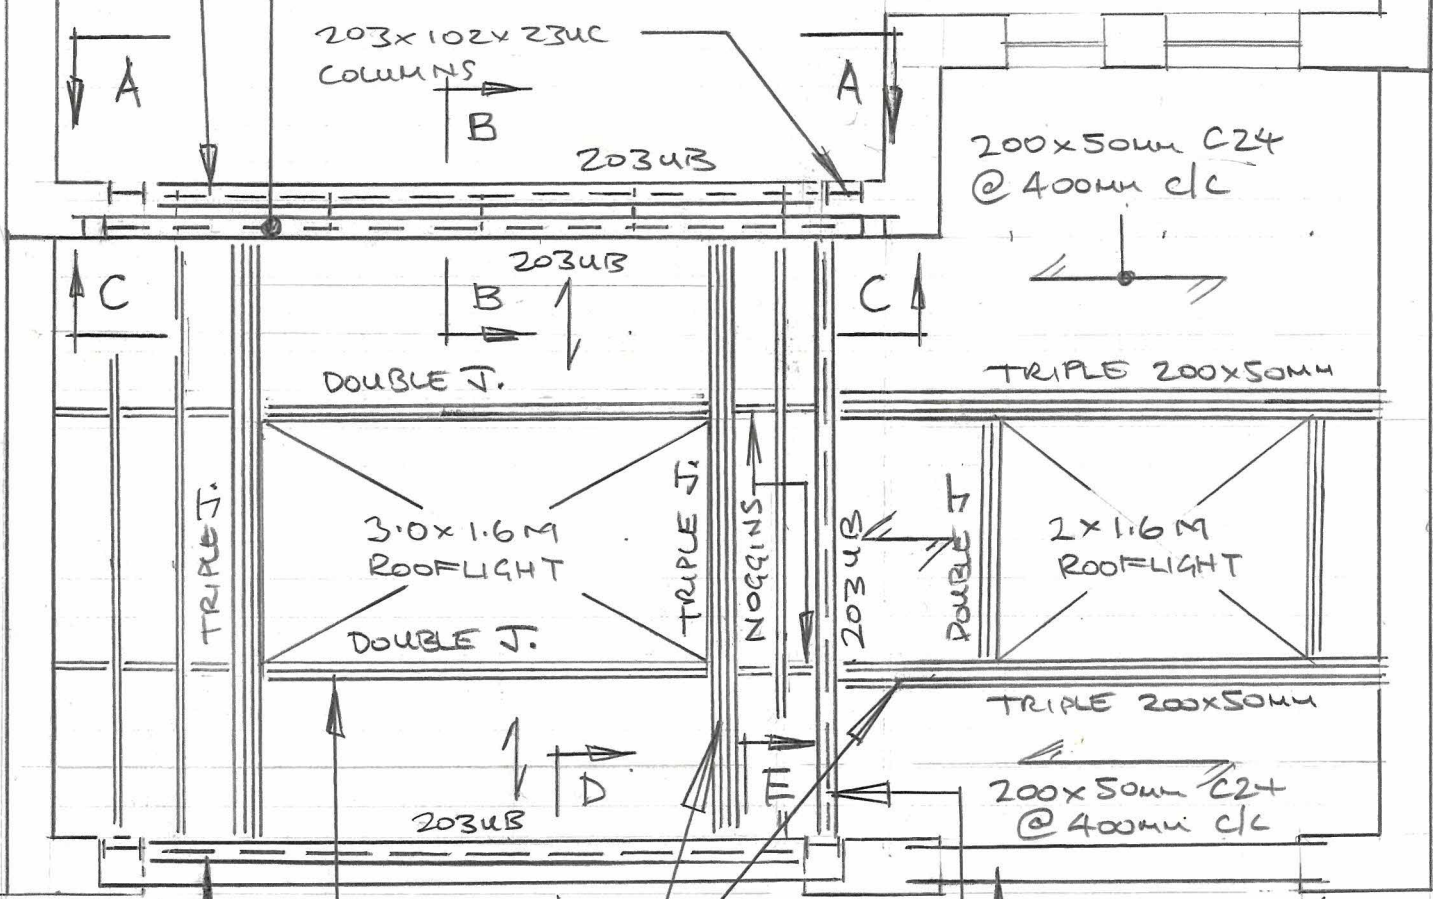 203x102x23UC
COLUMNS
A
A
B
203UB
200x50mm C24
@ 400mm c/c
203UB
C
B
C
DOUBLE J.
TRIPLE 200x50mm
TRIPLE J.
3.0x1.6M
ROOFLIGHT
TRIPLE J.
NOGGINS
203UB
DOUBLE J
2x1.6M
ROOFLIGHT
DOUBLE J.
TRIPLE 200x50mm
D
E
200x50mm C24
@ 400mm c/c
203UB